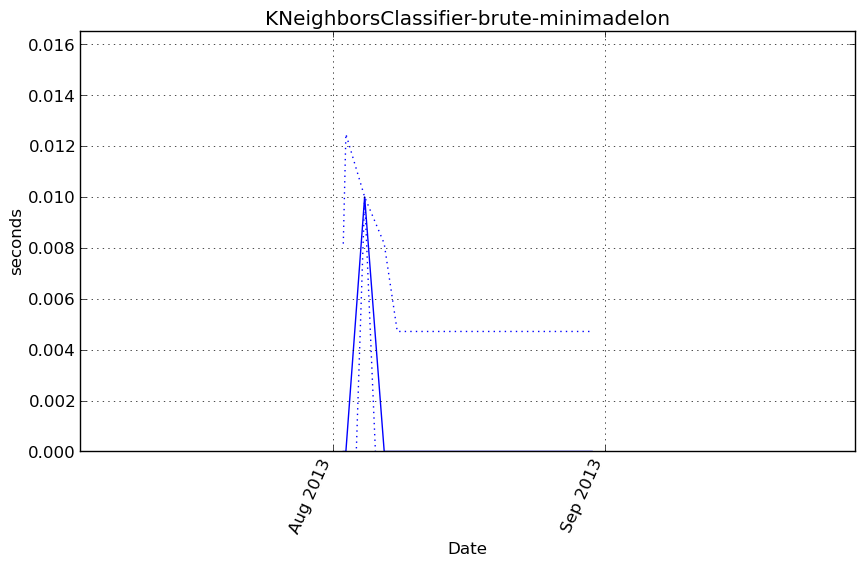 KNeighborsClassifier-brute-minimadelon
0.016
0.014
0.012
0.010
0.008
0.006
0.004
0.002
0.000
seconds
Aug 2013
Sep 2013
Date